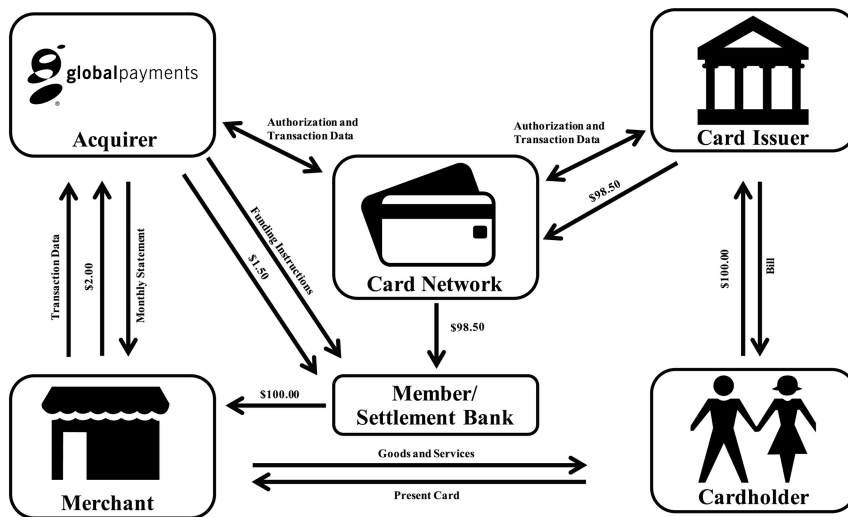 globalpayments
®
Acquirer
Card Issuer
Authorization and
Transaction Data
Authorization and
Transaction Data
$98.50
Card Network
Funding Instructions
$1.50
Transaction Data
$2.00
Monthly Statement
$100.00
Bill
$98.50
Member/
Settlement Bank
$100.00
Merchant
Goods and Services
Present Card
Cardholder